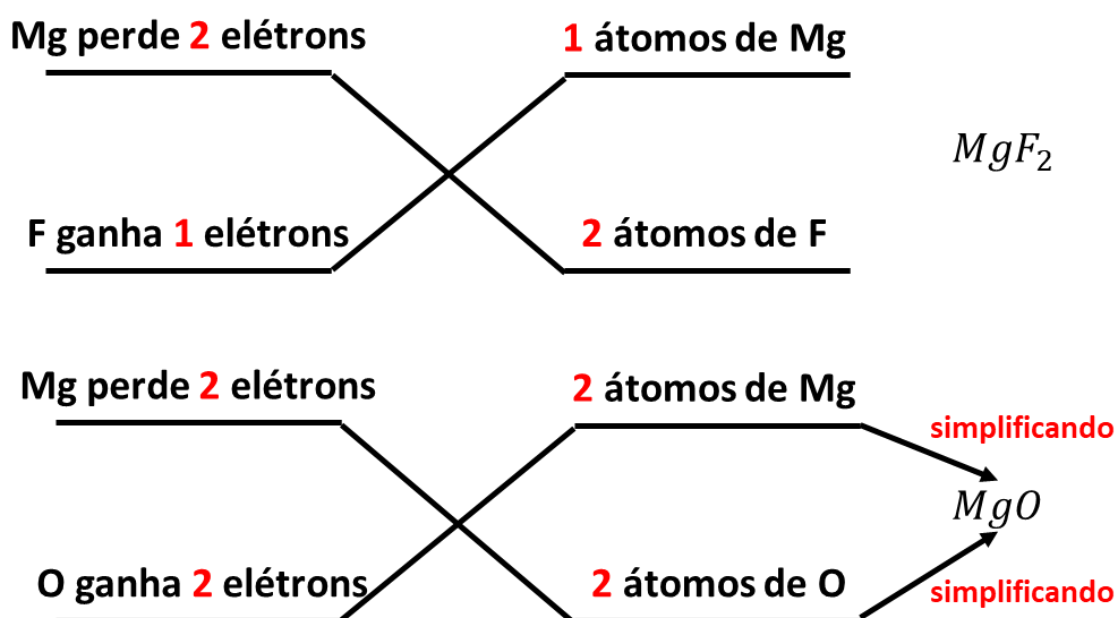 Mg perde 2 elétrons
1 átomos de Mg
MgF₂
F ganha 1 elétrons
2 átomos de F
Mg perde 2 elétrons
2 átomos de Mg
simplificando
MgO
O ganha 2 elétrons
2 átomos de O
simplificando